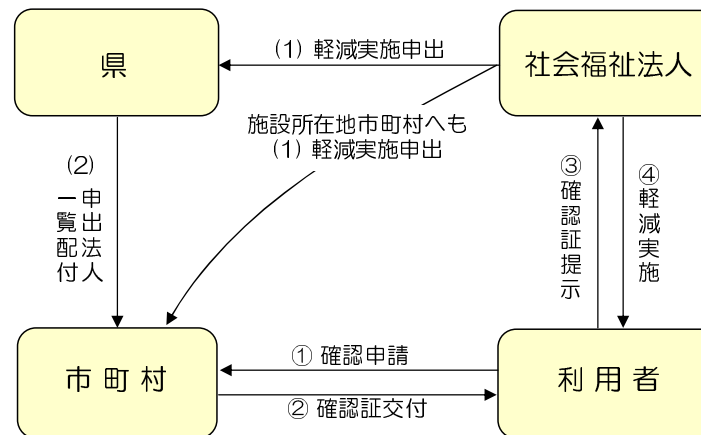 県
(1) 軽減実施申出
社会福祉法人
施設所在地市町村へも
(1) 軽減実施申出
(2)
申出法人
一覧配付
③確認証提示
④軽減実施
市町村
① 確認申請
② 確認証交付
利用者